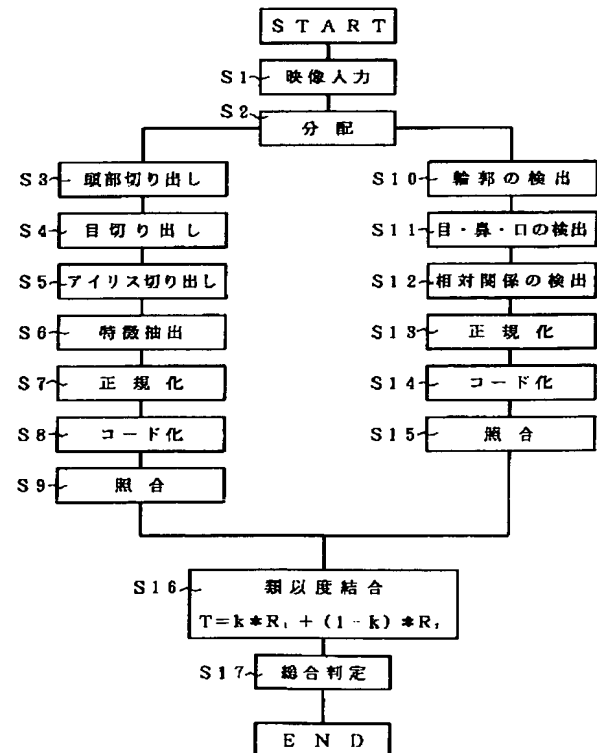 START
S1 映像入力
S2 分配
S3 頭部切り出し
S4 目切り出し
S5 アイリス切り出し
S6 特徴抽出
S7 正規化
S8 コード化
S9 照合
S10 輪郭の検出
S11 目・鼻・口の検出
S12 相対関係の検出
S13 正規化
S14 コード化
S15 照合
S16 類以度結合
T=k*Rᵢ+(1-k)*Rᵣ
S17 総合判定
END